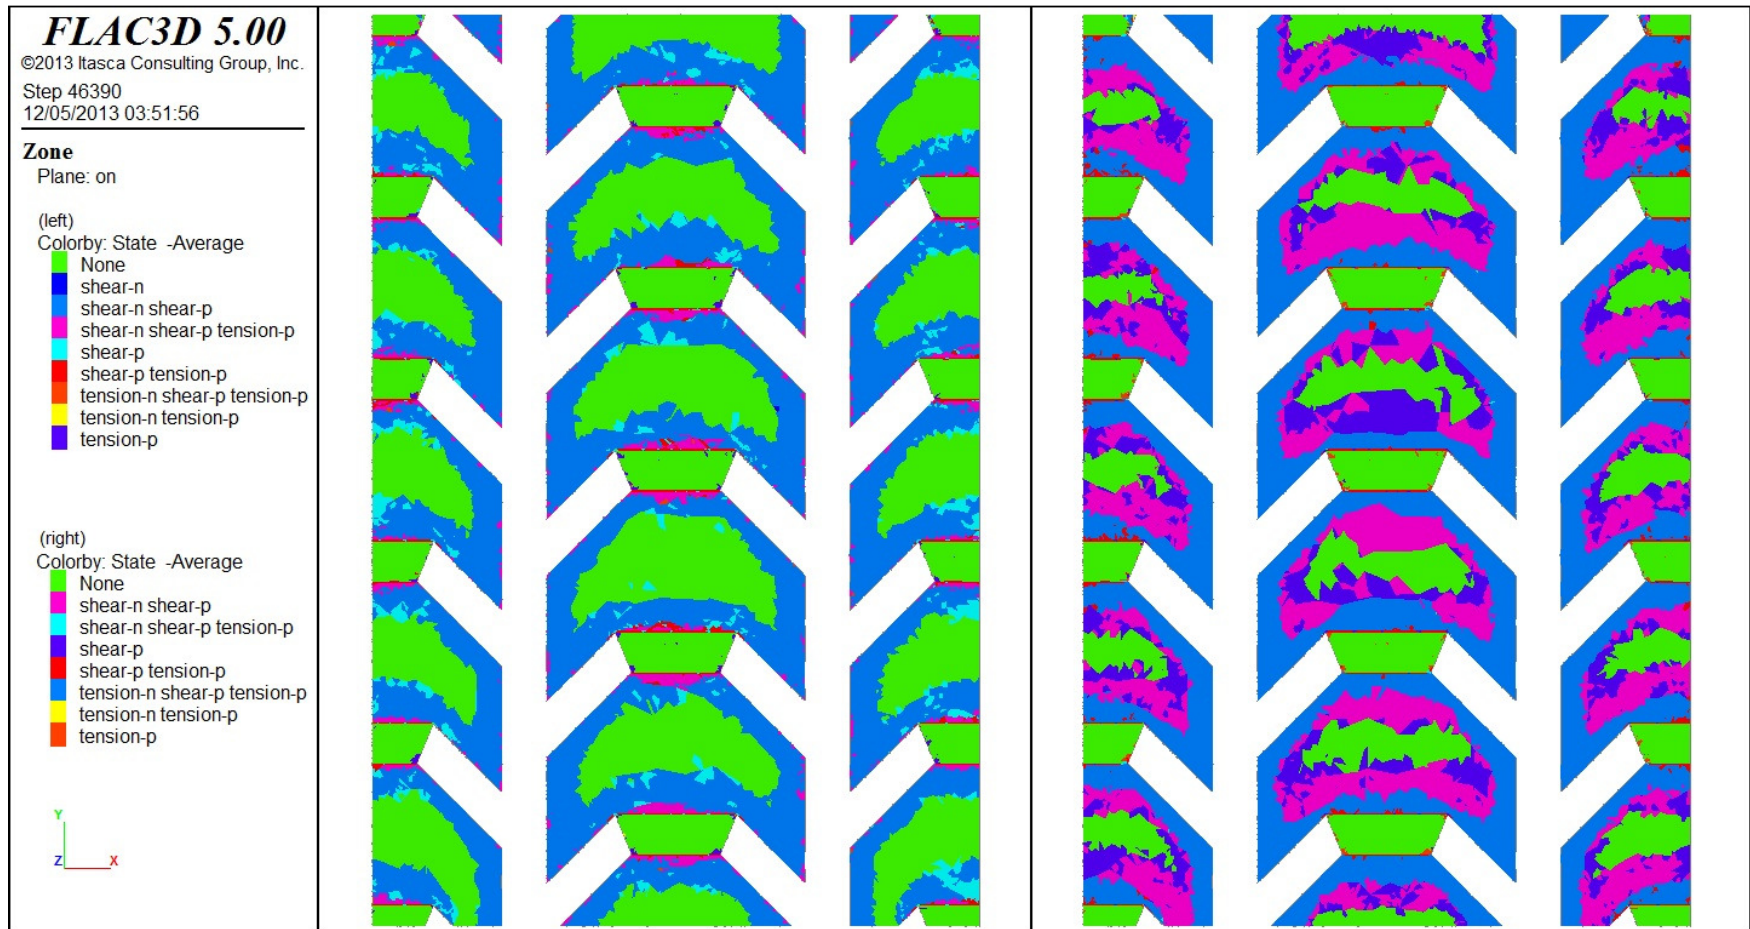 FLAC3D 5.00
©2013 Itasca Consulting Group, Inc.
Step 46390
12/05/2013 03:51:56
Zone
Plane: on
(left)
Colorby: State -Average
None
shear-n
shear-n shear-p
shear-n shear-p tension-p
shear-p
shear-p tension-p
tension-n shear-p tension-p
tension-n tension-p
tension-p
(right)
Colorby: State -Average
None
shear-n shear-p
shear-n shear-p tension-p
shear-p
shear-p tension-p
tension-n shear-p tension-p
tension-n tension-p
tension-p
Y
Z X